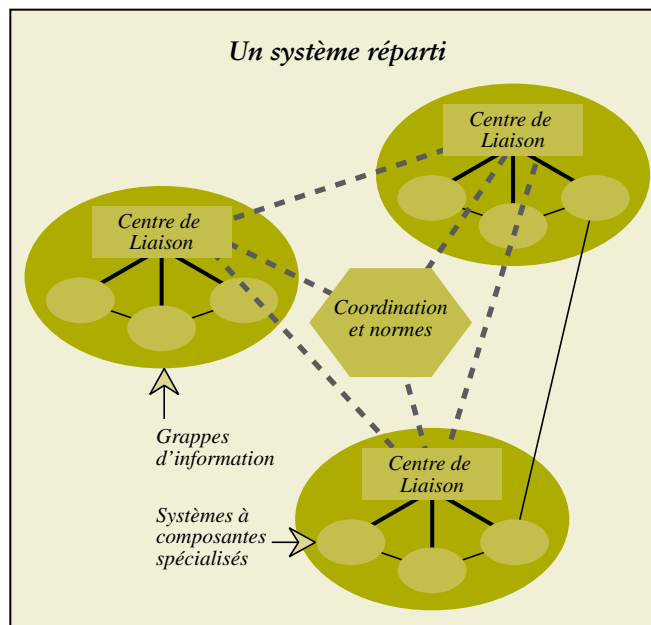 Un système réparti
Centre de
Liaison
Centre de
Liaison
Coordination
et normes
Grappes
d'information
Centre de
Liaison
Systèmes à
composantes
spécialisés